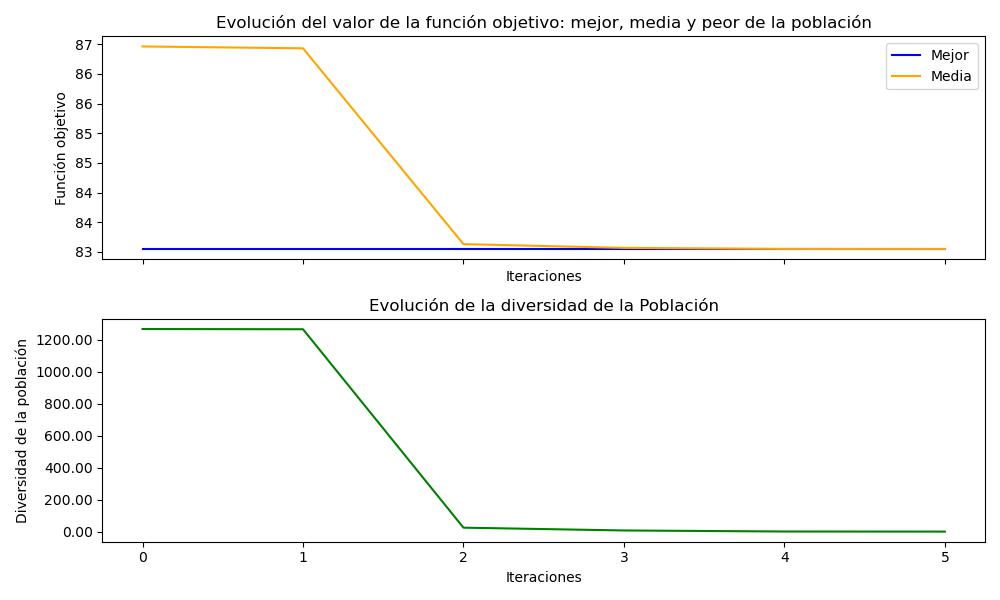 Evolución del valor de la función objetivo: mejor, media y peor de la población
87
86
86
85
85
84
84
83
Función objetivo
Mejor
Media
Iteraciones
Evolución de la diversidad de la Población
1200.00
1000.00
800.00
600.00
400.00
200.00
0.00
Diversidad de la población
0 1 2 3 4 5
Iteraciones